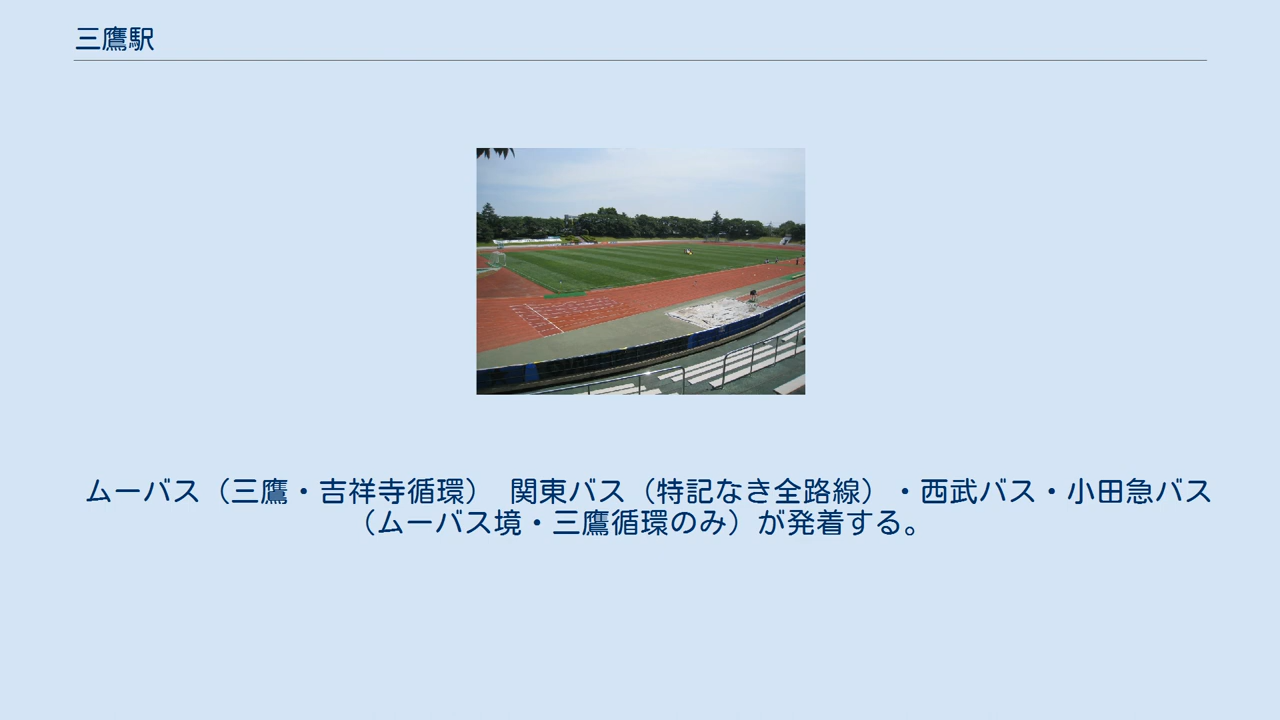 三鷹駅
ムーバス（三鷹・吉祥寺循環）　関東バス（特記なき全路線）・西武バス・小田急バス
（ムーバス境・三鷹循環のみ）が発着する。